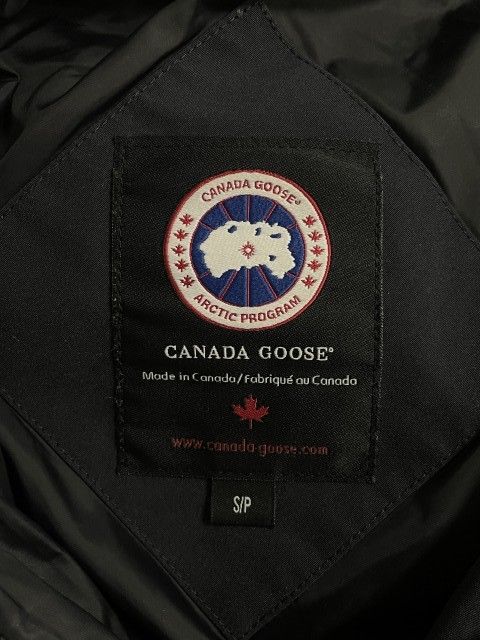 CANADA GOOSE®
ARCTIC PROGRAM
CANADA GOOSE®
Made in Canada/Fabriqué au Canada
www.canada-goose.com
S/P